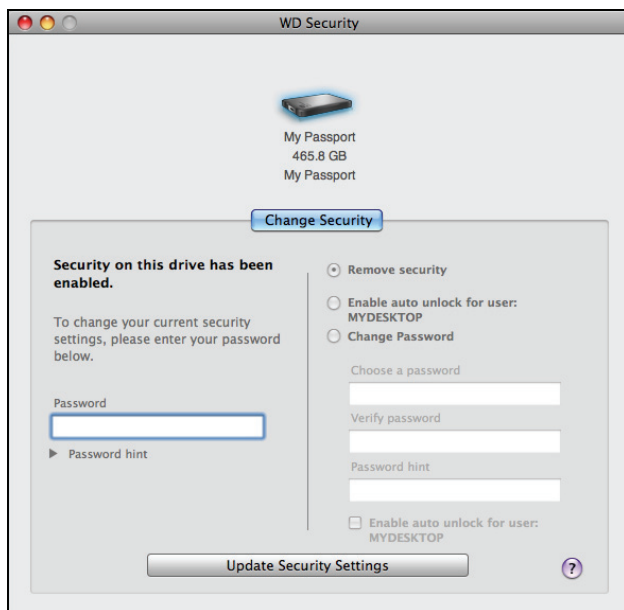 WD Security
My Passport
465.8 GB
My Passport
Change Security
Security on this drive has been
enabled.
To change your current security
settings, please enter your password
below.
Password
Password hint
Remove security
Enable auto unlock for user:
MYDESKTOP
Change Password
Choose a password
Verify password
Password hint
Enable auto unlock for user:
MYDESKTOP
Update Security Settings
?